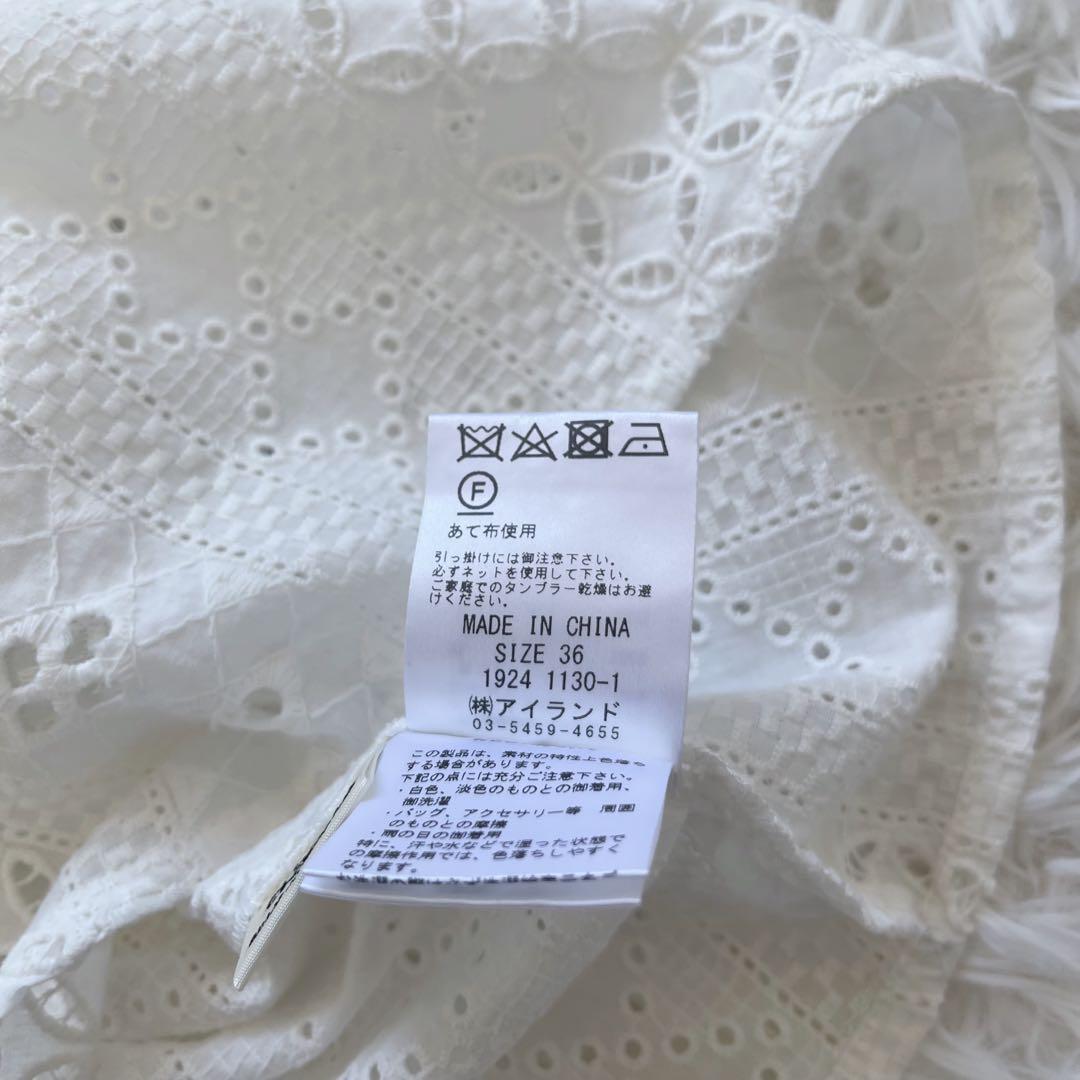 F
あて布使用
引っ掛けには御注意下さい。
必ずネットを使用して下さい。
ご家庭でのタンブラー乾燥はお避
けください。
MADE IN CHINA
SIZE 36
1924 1130-1
㈱アイランド
03-5459-4655
この製品は、素材の特性上色落ち
する場合があります。
下記の点には充分ご注意下さい。
・白色、淡色のものとの御着用、
御洗濯
・バッグ、アクセサリー等 周囲
のものとの摩擦
・雨の日の御着用
特に、汗や水などで湿った状態で
の摩擦作用では、色落ちしやすく
なります。